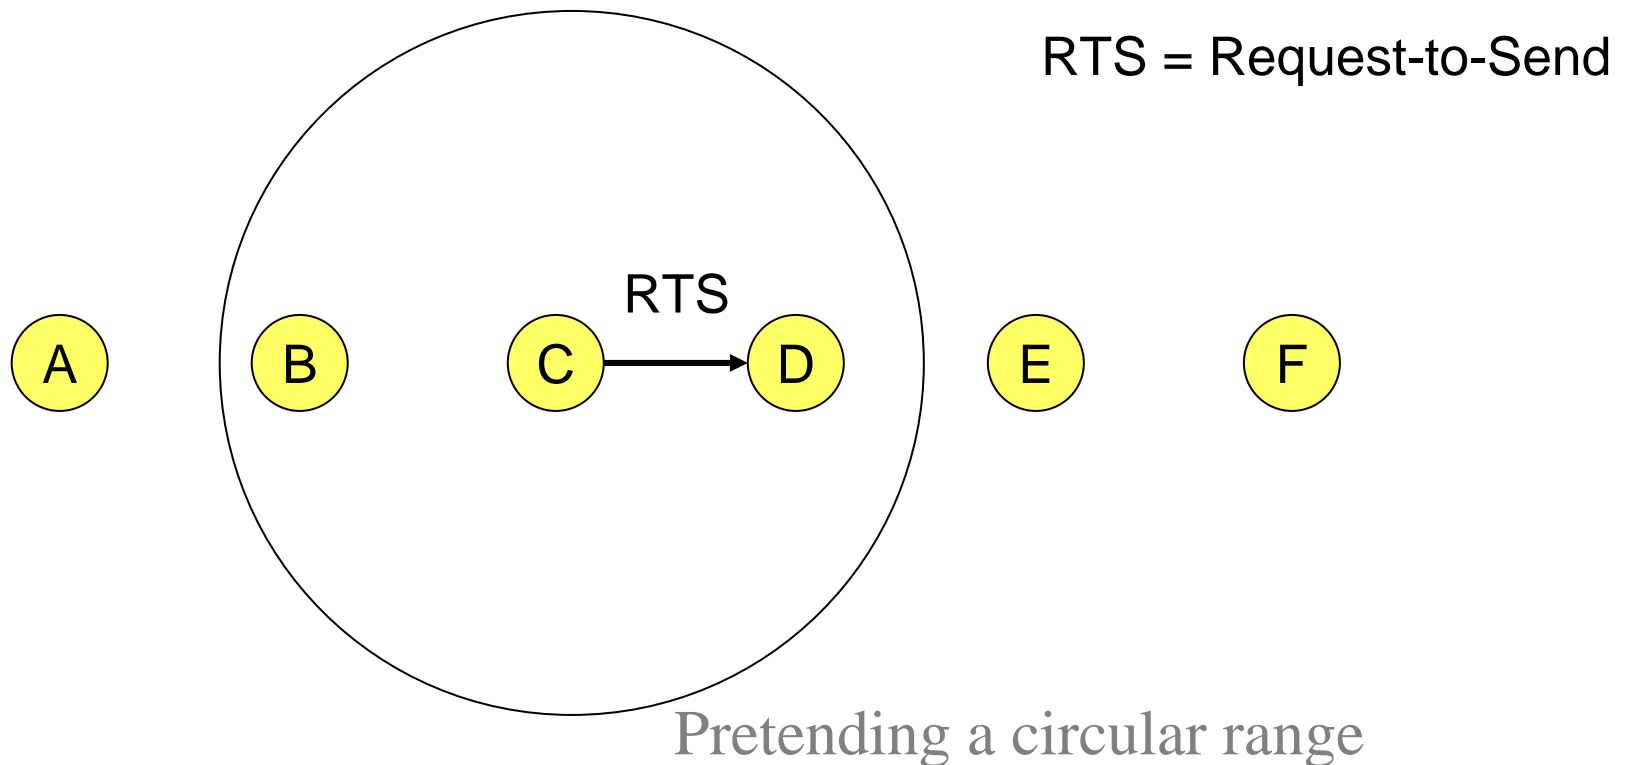 RTS = Request-to-Send
RTS
A B C D E F
Pretending a circular range